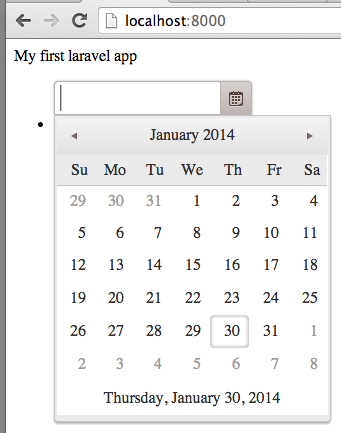 localhost:8000
My first laravel app
January 2014
Su Mo Tu We Th Fr Sa
29 30 31 1 2 3 4
5 6 7 8 9 10 11
12 13 14 15 16 17 18
19 20 21 22 23 24 25
26 27 28 29 30 31 1
2 3 4 5 6 7 8
Thursday, January 30, 2014